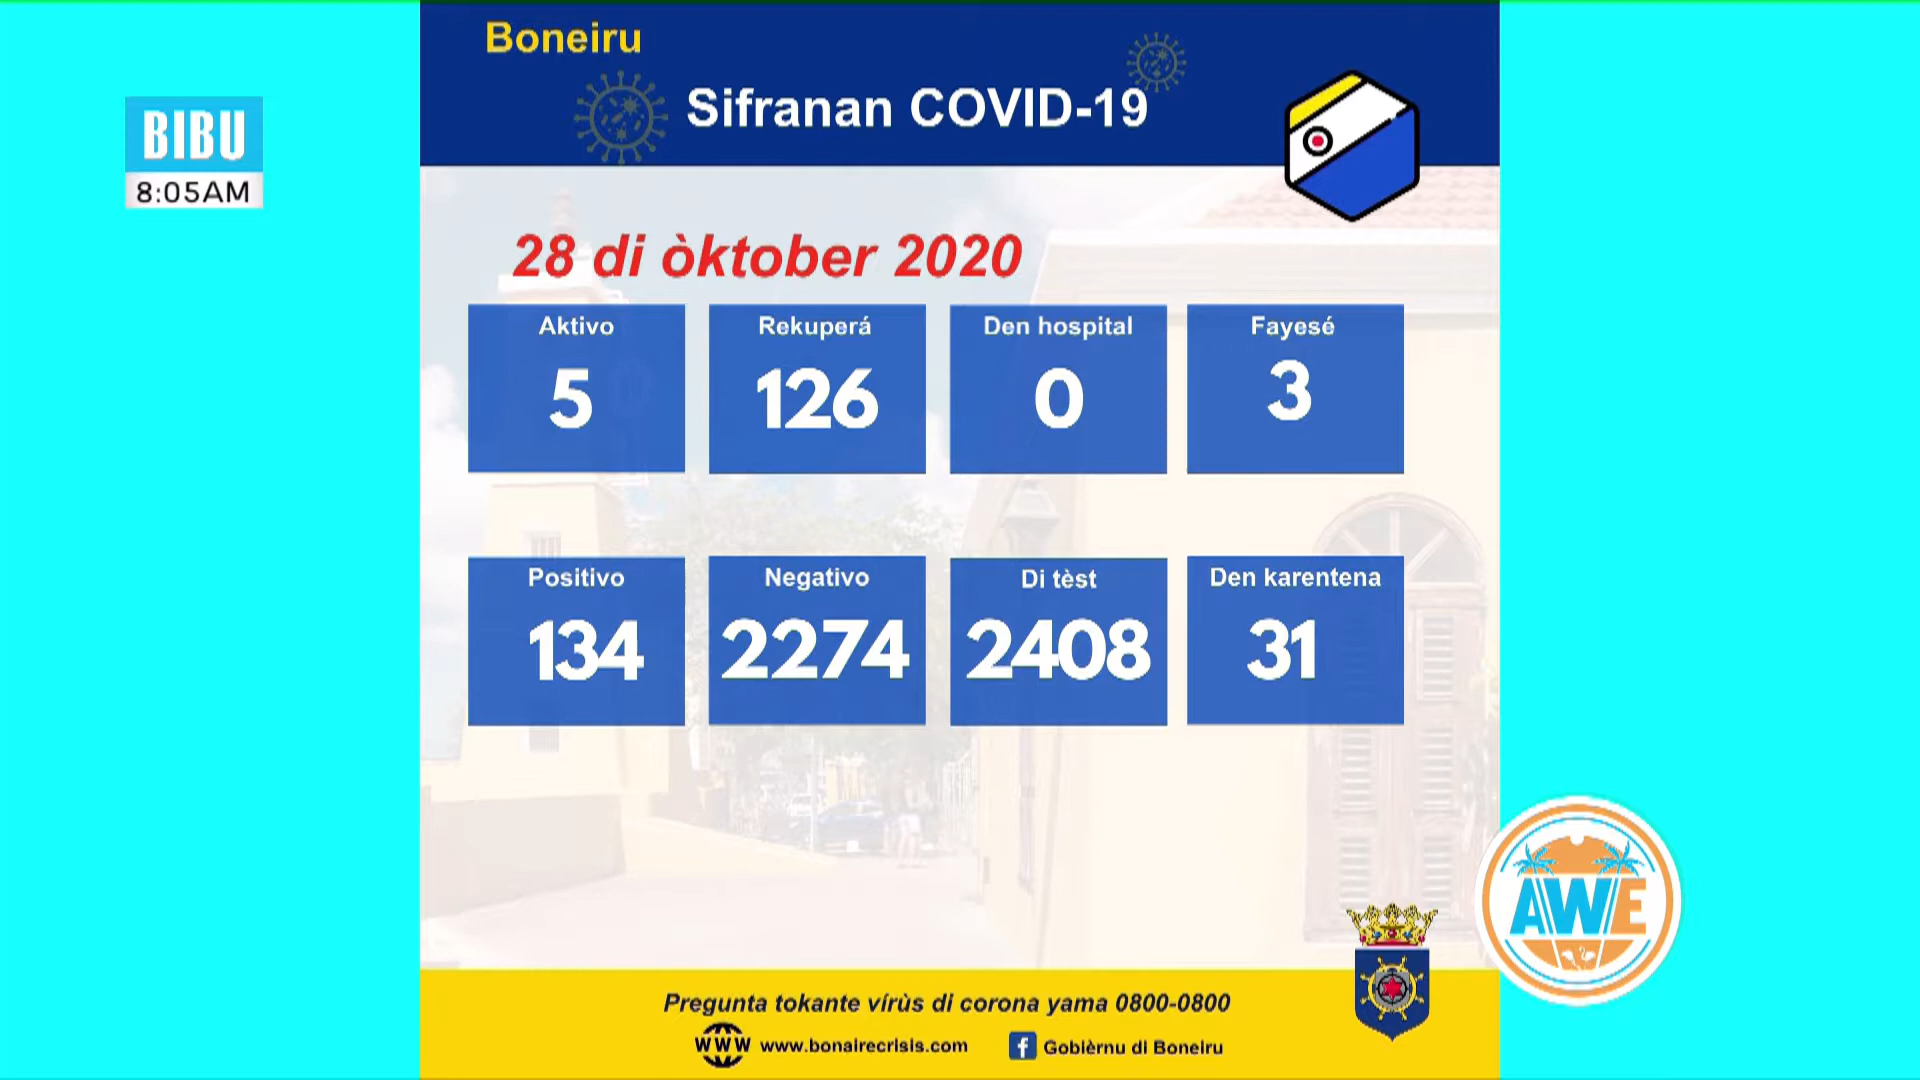 Boneiru
Sifranan COVID-19
BIBU
8:05AM
28 di òktober 2020
Aktivo
5
Rekuperá
126
Den hospital
0
Fayesé
3
Positivo
134
Negativo
2274
Di tèst
2408
Den karentena
31
AWE
Pregunta tokante vírùs di corona yama 0800-0800
WWW www.bonairecrisis.com
f Gobièrnu di Boneiru